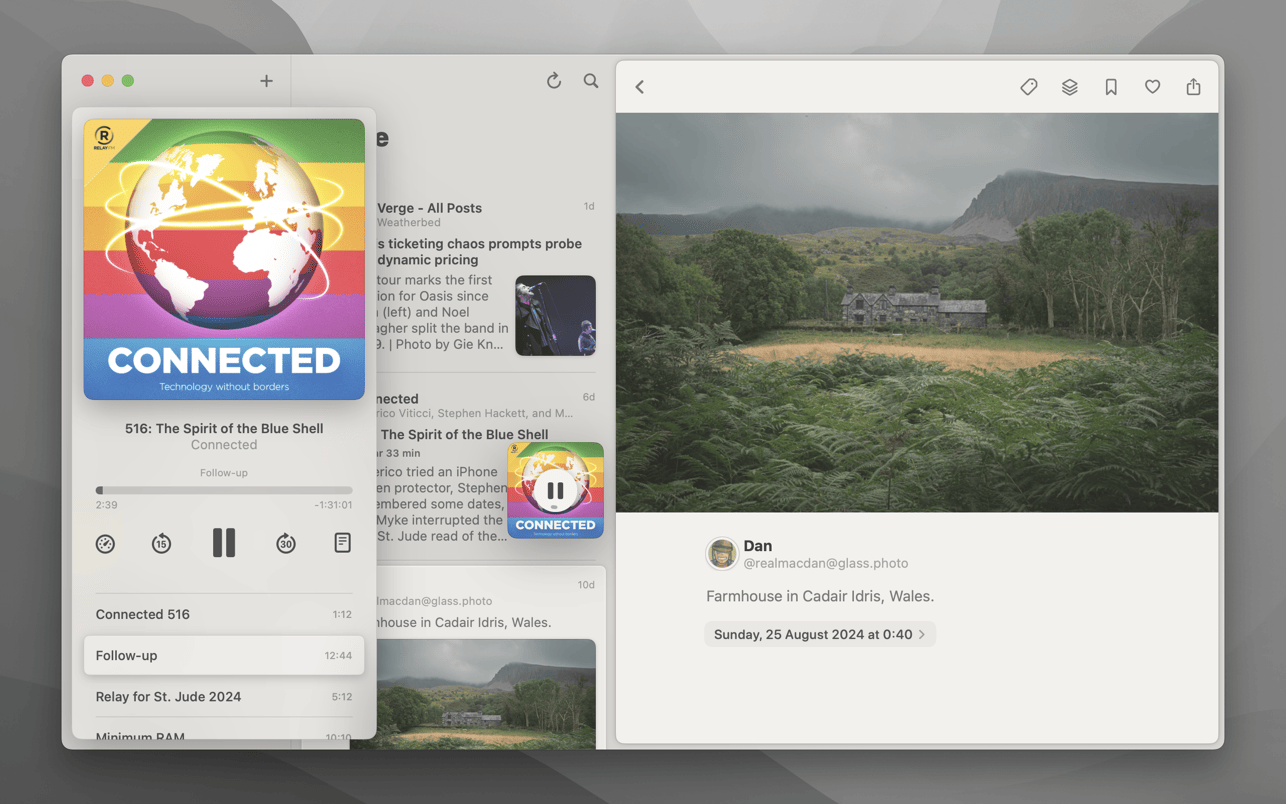 R
RELAY FM
CONNECTED
Technology without borders
516: The Spirit of the Blue Shell
Connected
Follow-up
2:39
-1:31:01
15
30
Connected 516
1:12
Follow-up
12:44
Relay for St. Jude 2024
5:12
Minimum RAM
10:10
e
Verge - All Posts
1d
Weatherbed
s ticketing chaos prompts probe
dynamic pricing
tour marks the first
ion for Oasis since
(left) and Noel
agher split the band in
9. | Photo by Gie Kn...
nected
6d
rico Viticci, Stephen Hackett, and M...
The Spirit of the Blue Shell
r 33 min
erico tried an iPhone
en protector, Stephen
embered some dates,
Myke interrupted the
St. Jude read of the...
CONNECTED
Technology without borders
10d
lmacdan@glass.photo
nhouse in Cadair Idris, Wales.
Dan
@realmacdan@glass.photo
Farmhouse in Cadair Idris, Wales.
Sunday, 25 August 2024 at 0:40